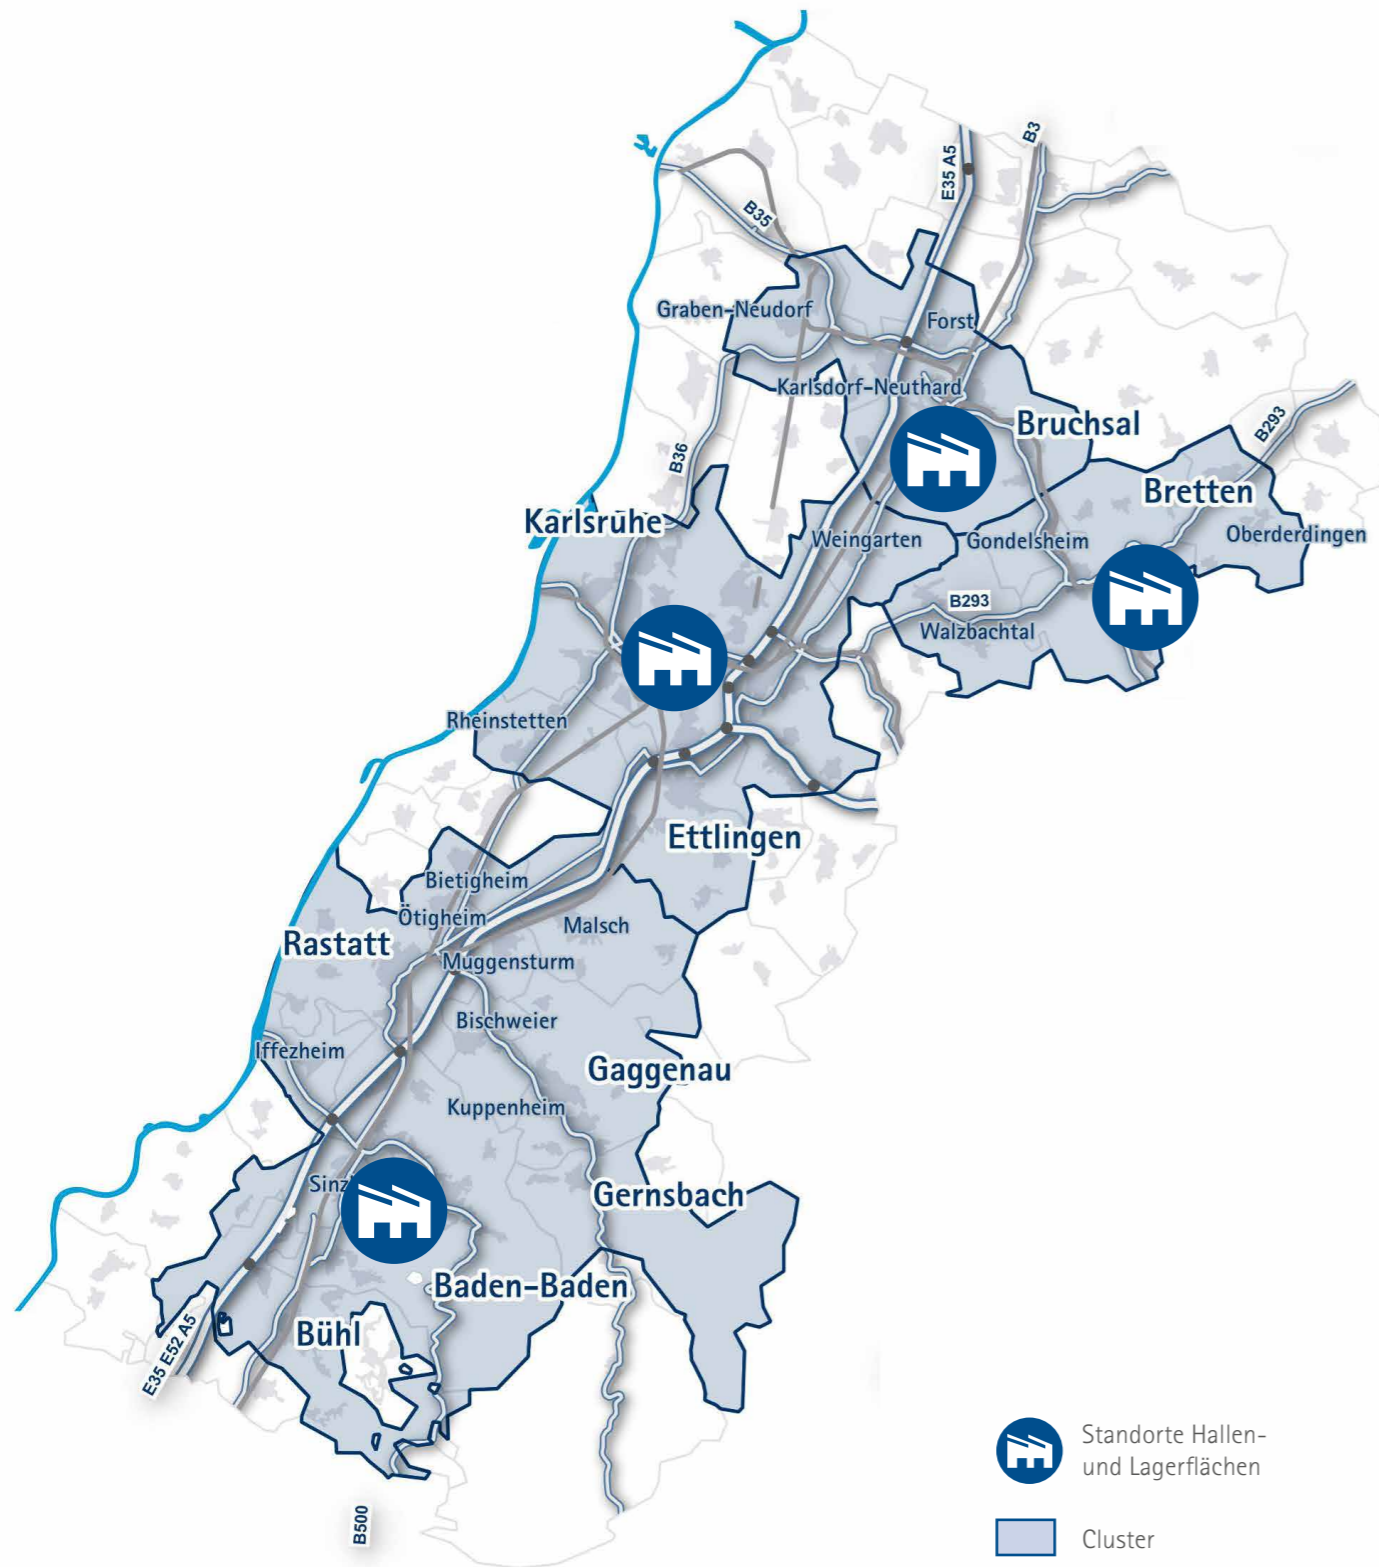 B3
E35 A5
B35
Graben-Neudorf
Forst
Karlsdorf-Neuthard
Bruchsal
B293
B36
Bretten
Karlsruhe
Weingarten
Gondelsheim
Oberderdingen
B293
Walzbachtal
Rheinstetten
Ettlingen
Bietigheim
Ötigheim
Malsch
Rastatt
Muggensturm
Bischweier
Iffezheim
Gaggenau
Kuppenheim
Gernsbach
Baden-Baden
Bühl
E35 E52 A5
B500
Standorte Hallen-
und Lagerflächen
Cluster